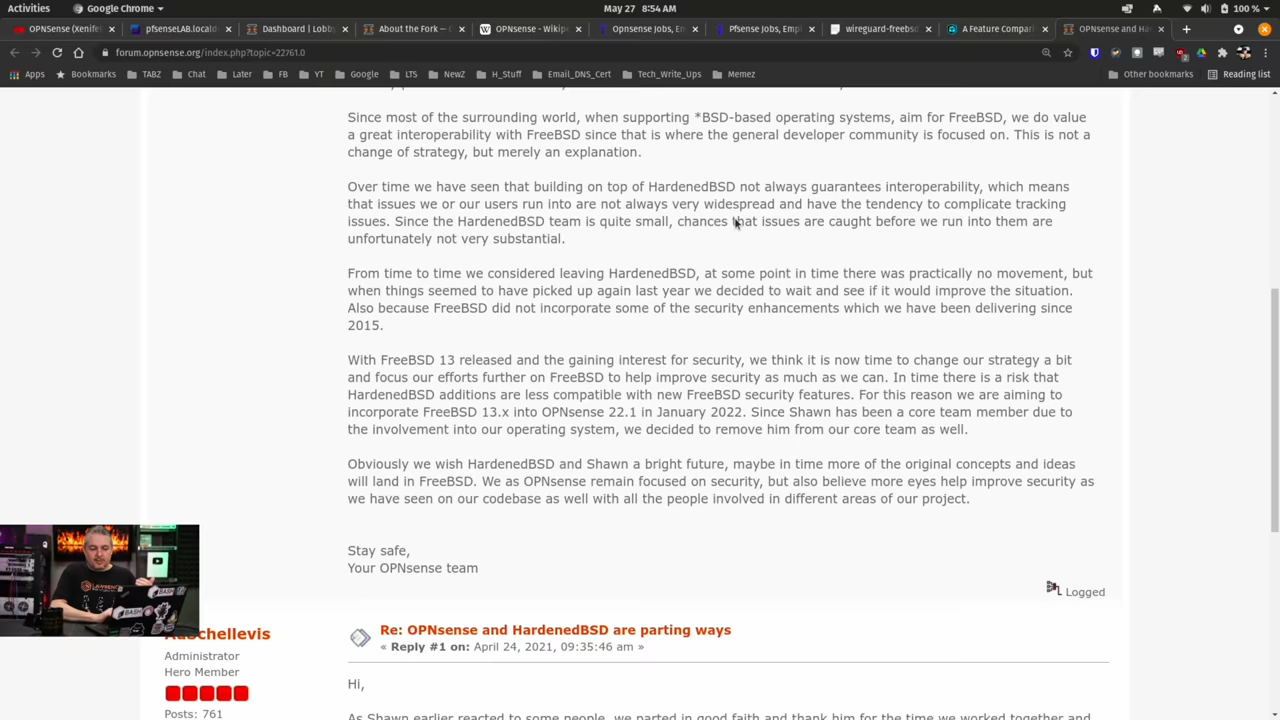 Activities
Google Chrome
May 27 8:54 AM
100 %
OPNSense (Xenife
pfsenseLAB.locald
Dashboard | Lobby
About the Fork —
OPNsense - Wikipe
Opnsense Jobs, Em
Pfsense Jobs, Empl
wireguard-freebsd
A Feature Compari
OPNsense and Har
forum.opnsense.org/index.php?topic=22761.0
Apps
Bookmarks
TABZ
Chat
Later
FB
YT
Google
LTS
NewZ
H_Stuff
Email_DNS_Cert
Tech_Write_Ups
Memez
Other bookmarks
Reading list
Since most of the surrounding world, when supporting *BSD-based operating systems, aim for FreeBSD, we do value
a great interoperability with FreeBSD since that is where the general developer community is focused on. This is not a
change of strategy, but merely an explanation.
Over time we have seen that building on top of HardenedBSD not always guarantees interoperability, which means
that issues we or our users run into are not always very widespread and have the tendency to complicate tracking
issues. Since the HardenedBSD team is quite small, chances that issues are caught before we run into them are
unfortunately not very substantial.
From time to time we considered leaving HardenedBSD, at some point in time there was practically no movement, but
when things seemed to have picked up again last year we decided to wait and see if it would improve the situation.
Also because FreeBSD did not incorporate some of the security enhancements which we have been delivering since
2015.
With FreeBSD 13 released and the gaining interest for security, we think it is now time to change our strategy a bit
and focus our efforts further on FreeBSD to help improve security as much as we can. In time there is a risk that
HardenedBSD additions are less compatible with new FreeBSD security features. For this reason we are aiming to
incorporate FreeBSD 13.x into OPNsense 22.1 in January 2022. Since Shawn has been a core team member due to
the involvement into our operating system, we decided to remove him from our core team as well.
Obviously we wish HardenedBSD and Shawn a bright future, maybe in time more of the original concepts and ideas
will land in FreeBSD. We as OPNsense remain focused on security, but also believe more eyes help improve security as
we have seen on our codebase as well with all the people involved in different areas of our project.
Stay safe,
Your OPNsense team
Logged
AdSchellevis
Administrator
Hero Member
Posts: 761
Re: OPNsense and HardenedBSD are parting ways
« Reply #1 on: April 24, 2021, 09:35:46 am »
Hi,
As Shawn earlier reacted to some people, we parted in good faith and thank him for the time we worked together and